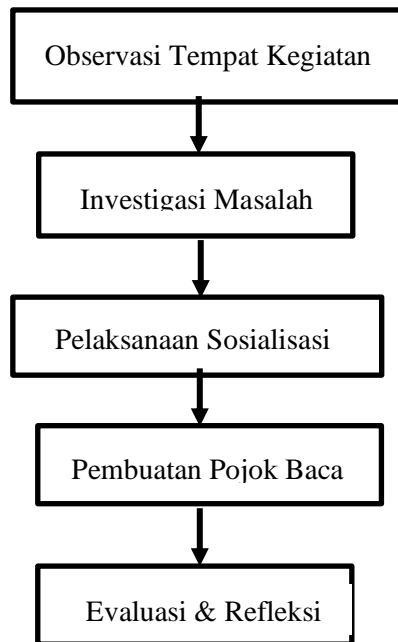 Observasi Tempat Kegiatan
Investigasi Masalah
Pelaksanaan Sosialisasi
Pembuatan Pojok Baca
Evaluasi & Refleksi